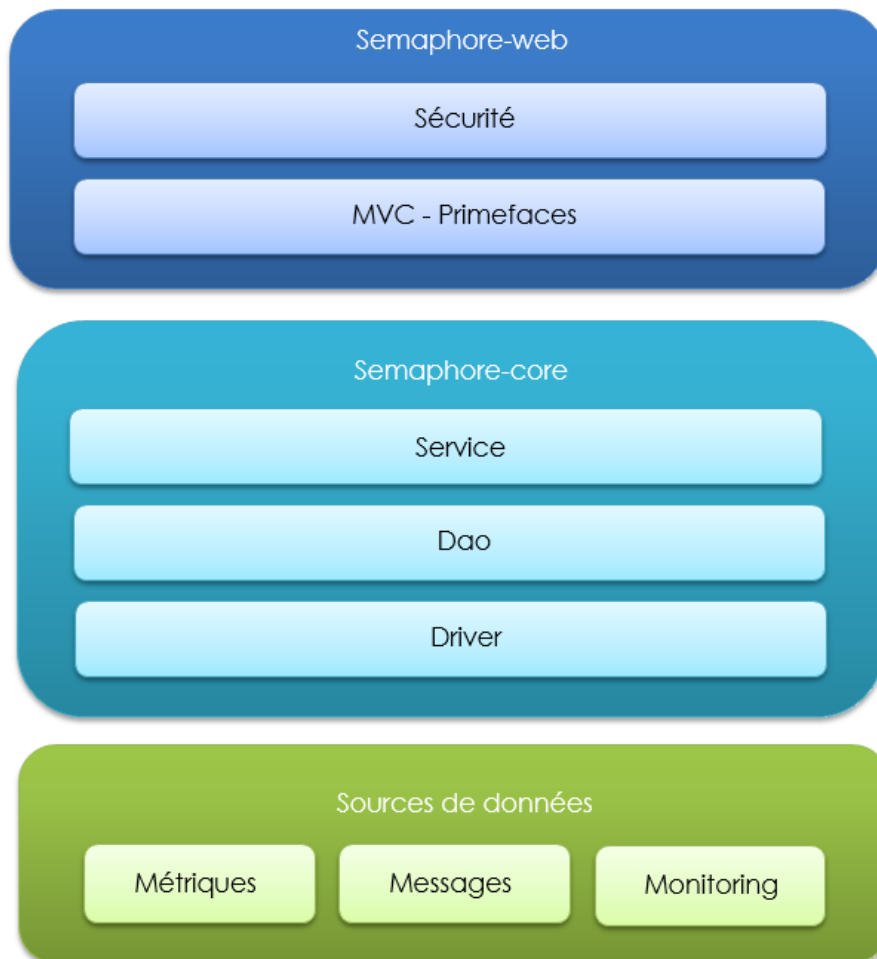 Semaphore-web
Sécurité
MVC - Primefaces
Semaphore-core
Service
Dao
Driver
Sources de données
Métriques
Messages
Monitoring